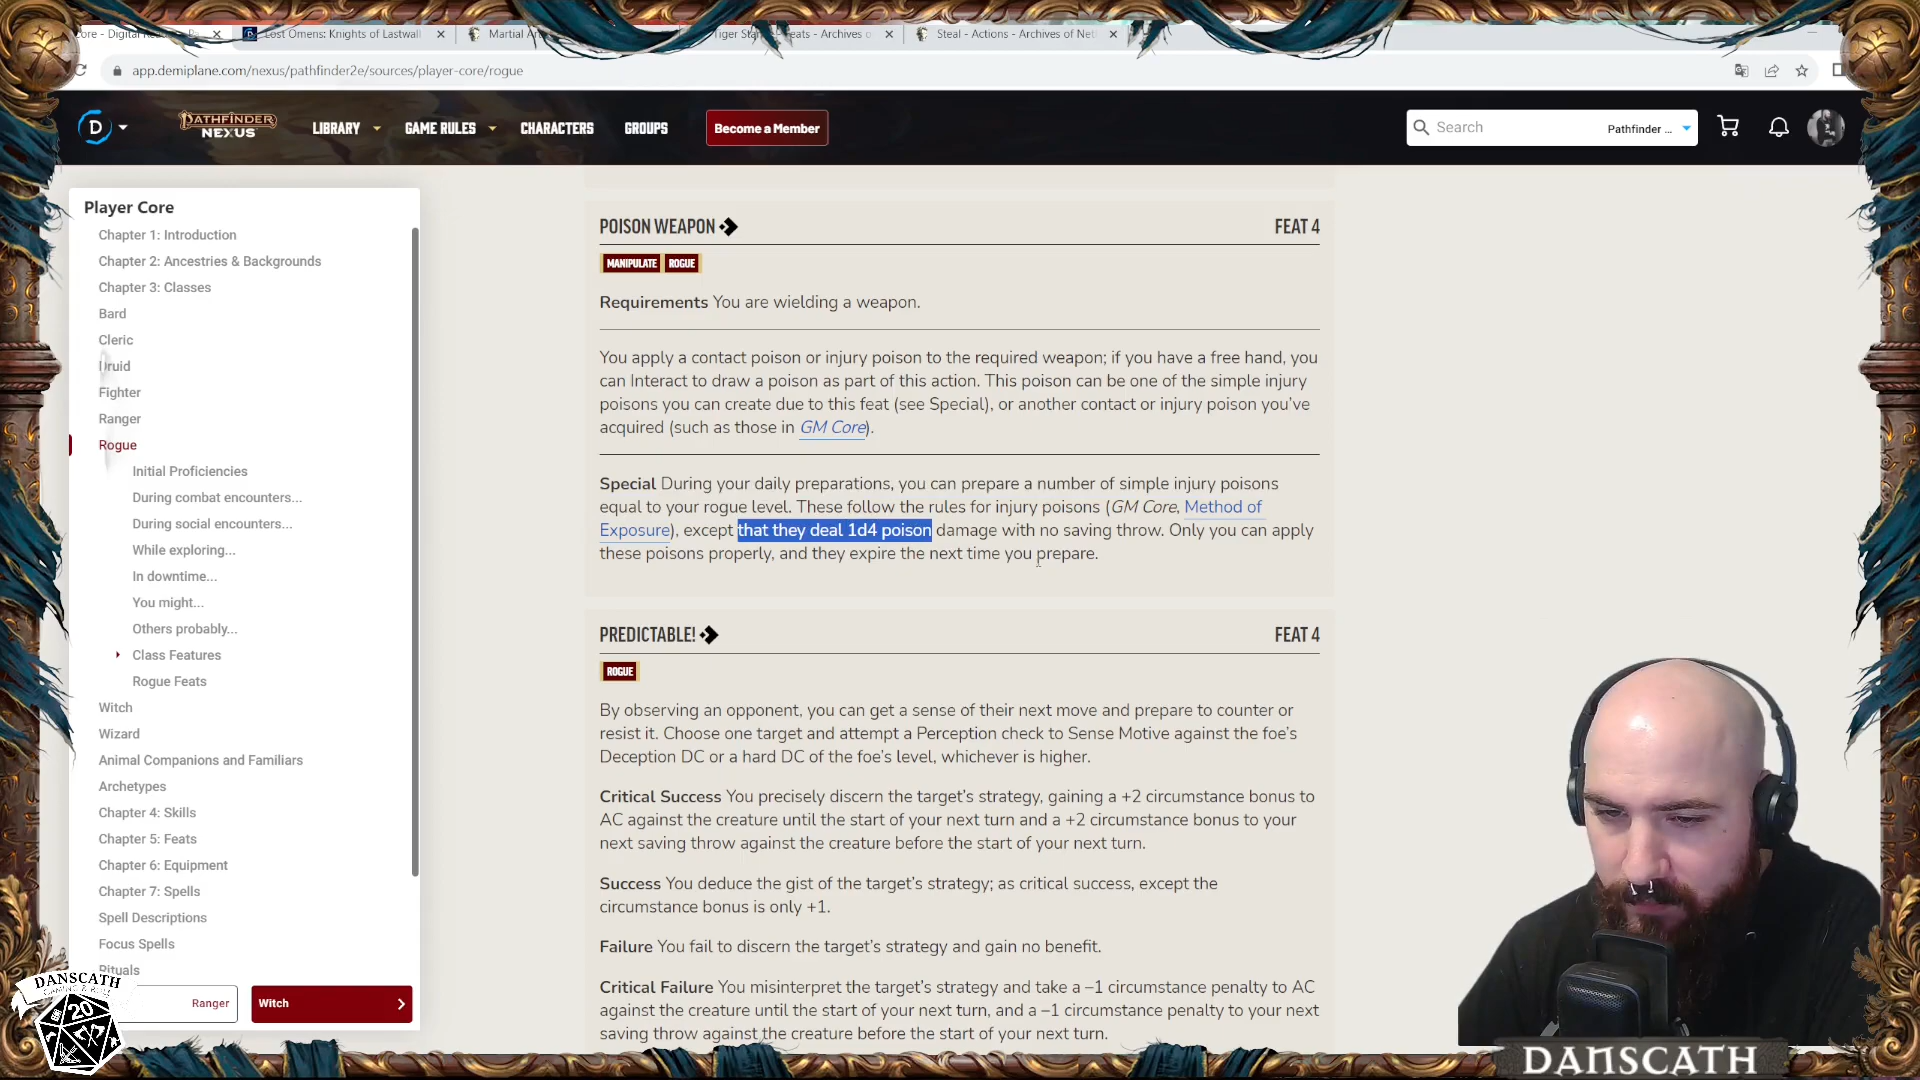 Core - Digital Rea
Lost Omens: Knights of Lastwall
Martial Ar
Tiger Sta
eats - Archives o
Steal - Actions - Archives of Net
app.demiplane.com/nexus/pathfinder2e/sources/player-core/rogue
D
PATHFINDER
NEXUS
LIBRARY
GAME RULES
CHARACTERS
GROUPS
Become a Member
Search
Pathfinder ...
Player Core
Chapter 1: Introduction
Chapter 2: Ancestries & Backgrounds
Chapter 3: Classes
Bard
Cleric
Druid
Fighter
Ranger
Rogue
Initial Proficiencies
During combat encounters...
During social encounters...
While exploring...
In downtime...
You might...
Others probably...
Class Features
Rogue Feats
Witch
Wizard
Animal Companions and Familiars
Archetypes
Chapter 4: Skills
Chapter 5: Feats
Chapter 6: Equipment
Chapter 7: Spells
Spell Descriptions
Focus Spells
Rituals
Ranger
Witch
POISON WEAPON
FEAT 4
MANIPULATE ROGUE
Requirements You are wielding a weapon.
You apply a contact poison or injury poison to the required weapon; if you have a free hand, you
can Interact to draw a poison as part of this action. This poison can be one of the simple injury
poisons you can create due to this feat (see Special), or another contact or injury poison you've
acquired (such as those in GM Core).
Special During your daily preparations, you can prepare a number of simple injury poisons
equal to your rogue level. These follow the rules for injury poisons (GM Core, Method of
Exposure), except that they deal 1d4 poison damage with no saving throw. Only you can apply
these poisons properly, and they expire the next time you prepare.
PREDICTABLE!
FEAT 4
ROGUE
By observing an opponent, you can get a sense of their next move and prepare to counter or
resist it. Choose one target and attempt a Perception check to Sense Motive against the foe's
Deception DC or a hard DC of the foe's level, whichever is higher.
Critical Success You precisely discern the target's strategy, gaining a +2 circumstance bonus to
AC against the creature until the start of your next turn and a +2 circumstance bonus to your
next saving throw against the creature before the start of your next turn.
Success You deduce the gist of the target's strategy; as critical success, except the
circumstance bonus is only +1.
Failure You fail to discern the target's strategy and gain no benefit.
Critical Failure You misinterpret the target's strategy and take a –1 circumstance penalty to AC
against the creature until the start of your next turn, and a –1 circumstance penalty to your next
saving throw against the creature before the start of your next turn.
DANSCATH
20
DANSCATH